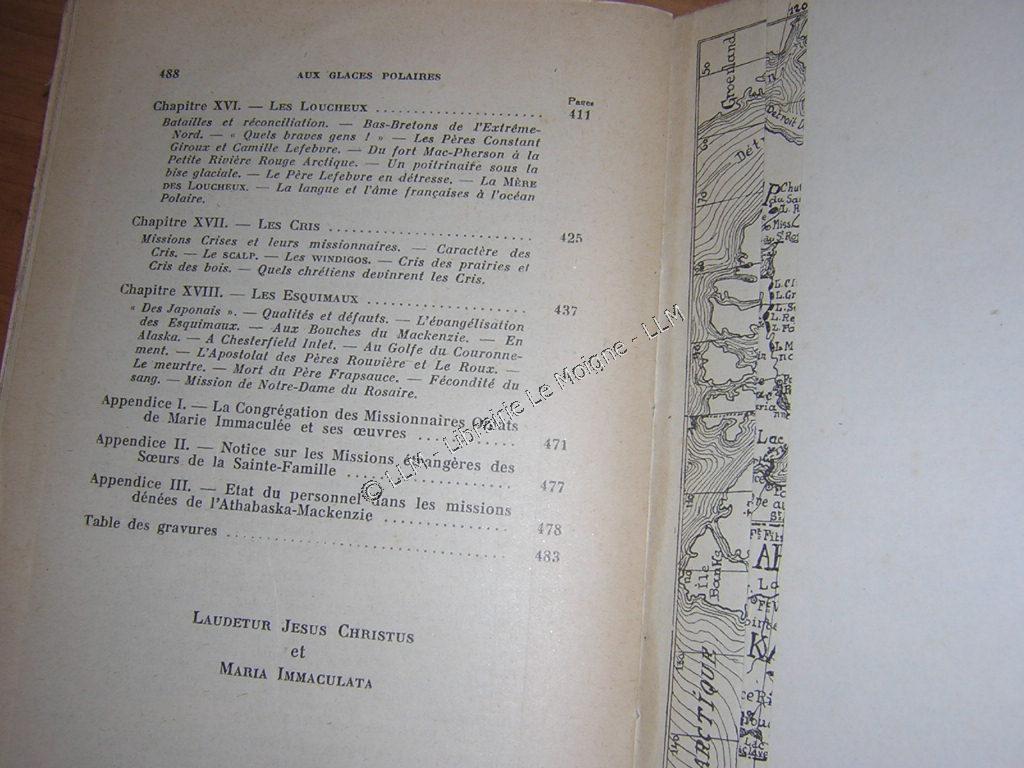 488 AUX GLACES POLAIRES
Pages
Chapitre XVI. — LES LOUCHEUX .................... 411
Batailles et réconciliation. — Bas-Bretons de l'Extrême-
Nord. — « Quels braves gens ! » — Les Pères Constant
Giroux et Camille Lefebvre. — Du fort Mac-Pherson à la
Petite Rivière Rouge Arctique. — Un poitrinaire sous la
bise glaciale. — Le Père Lefebvre en détresse. — LA MÈRE
DES LOUCHEUX. — La langue et l'âme françaises à l'océan
Polaire.
Chapitre XVII. — LES CRIS ......................... 425
Missions Crises et leurs missionnaires. — Caractère des
Cris. — LE SCALP. — LES WINDIGOS. — Cris des prairies et
Cris des bois. — Quels chrétiens devinrent les Cris.
Chapitre XVIII. — LES ESQUIMAUX .................... 437
« Des Japonais ». — Qualités et défauts. — L'évangélisation
des Esquimaux. — Aux Bouches du Mackenzie. — En
Alaska. — A Chesterfield Inlet. — Au Golfe du Couronne-
ment. — L'Apostolat des Pères Rouvière et Le Roux. —
Le meurtre. — Mort du Père Frapsauce. — Fécondité du
sang. — Mission de Notre-Dame du Rosaire.
Appendice I. — La Congrégation des Missionnaires Oblats
de Marie Immaculée et ses œuvres ............ 471
Appendice II. — Notice sur les Missions étrangères des
Sœurs de la Sainte-Famille .................... 477
Appendice III. — Etat du personnel dans les missions
dénées de l'Athabaska-Mackenzie ............... 478
Table des gravures ................................ 483
LAUDETUR JESUS CHRISTUS
et
MARIA IMMACULATA
© LLM - Librairie Le Moigne - LLM
120
50
Groenland
Détroit
70
Ile
Banks
ARCTIQUE
140